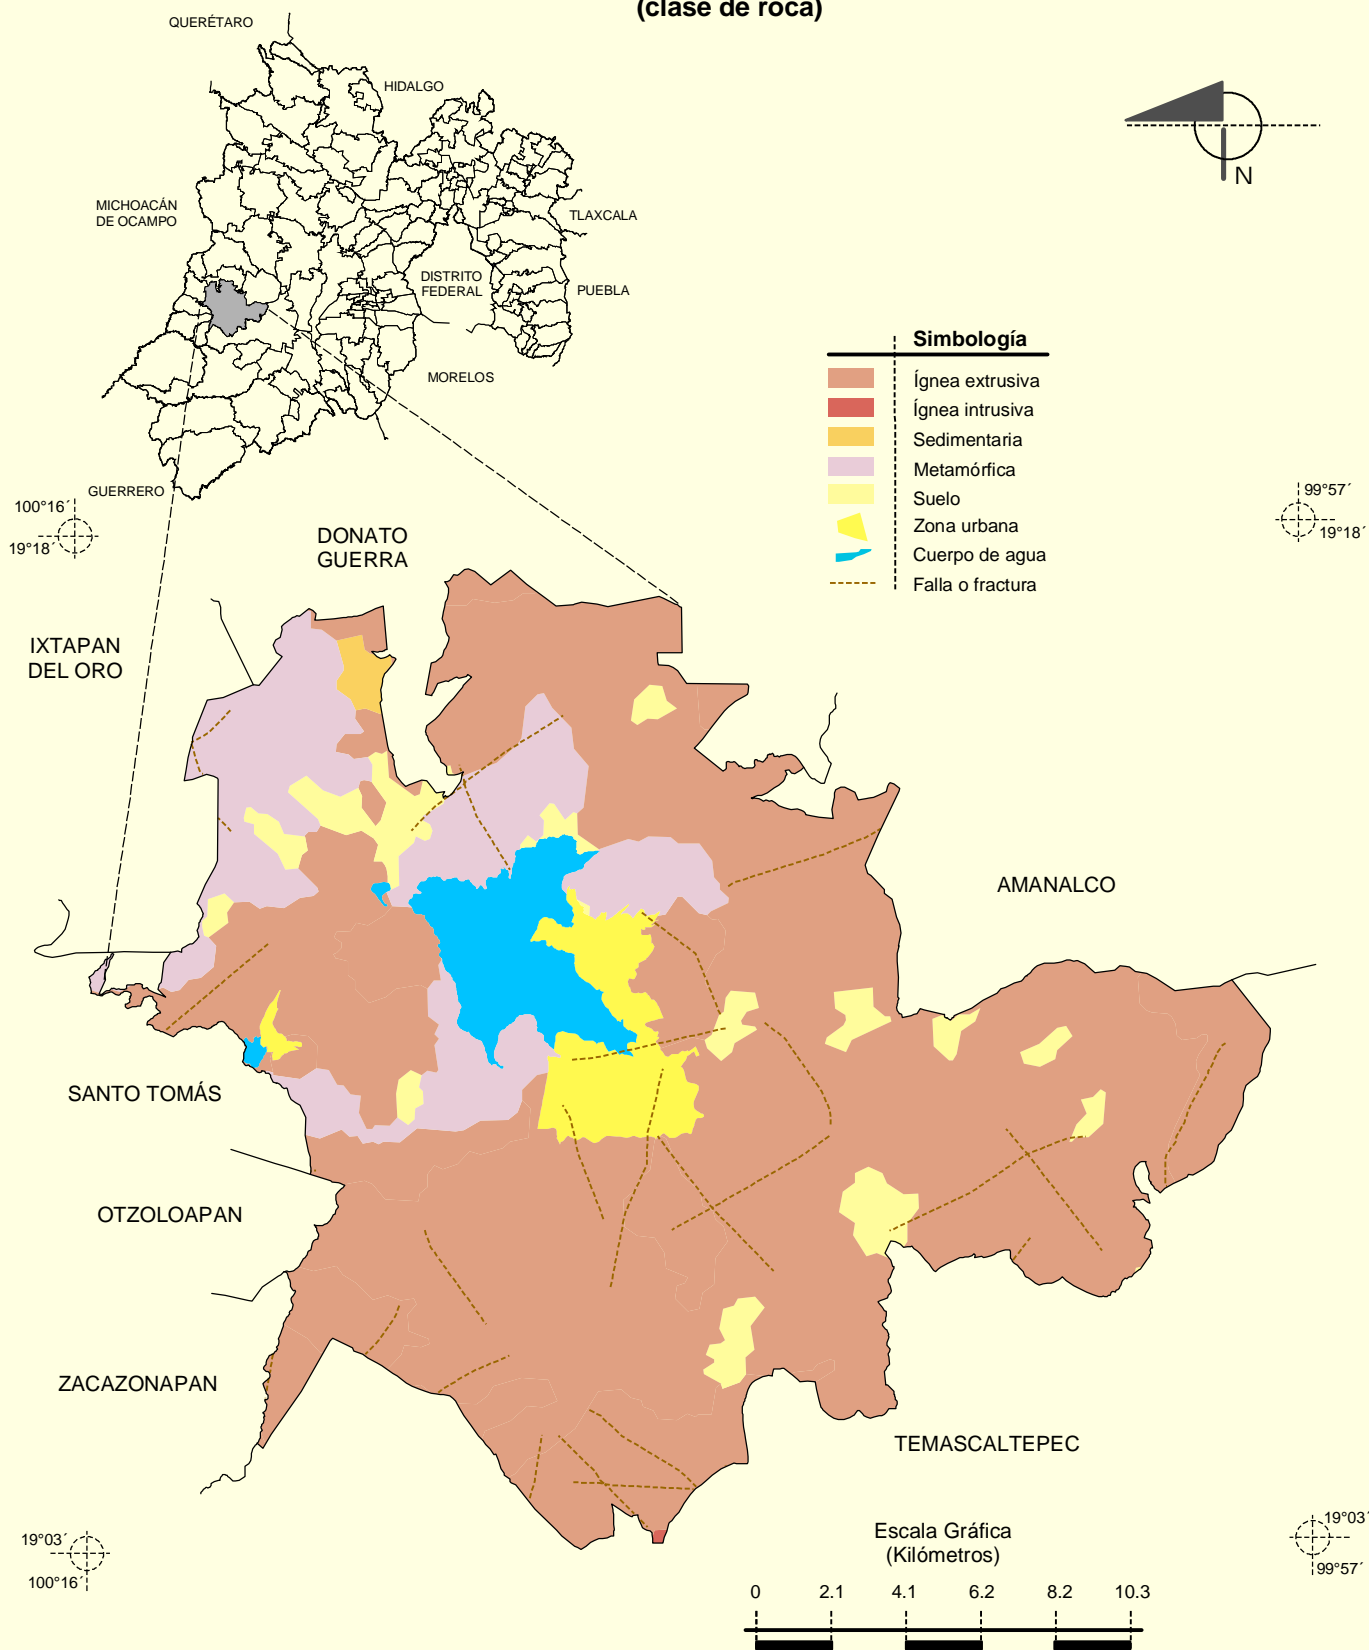 (clase de roca)
QUERÉTARO
HIDALGO
MICHOACÁN
DE OCAMPO
TLAXCALA
DISTRITO
FEDERAL
PUEBLA
MORELOS
GUERRERO
N
Simbología
Ígnea extrusiva
Ígnea intrusiva
Sedimentaria
Metamórfica
Suelo
Zona urbana
Cuerpo de agua
Falla o fractura
100°16´
19°18´
99°57´
19°18´
DONATO
GUERRA
IXTAPAN
DEL ORO
AMANALCO
SANTO TOMÁS
OTZOLOAPAN
ZACAZONAPAN
TEMASCALTEPEC
19°03´
100°16´
19°03´
99°57´
Escala Gráfica
(Kilómetros)
0 2.1 4.1 6.2 8.2 10.3